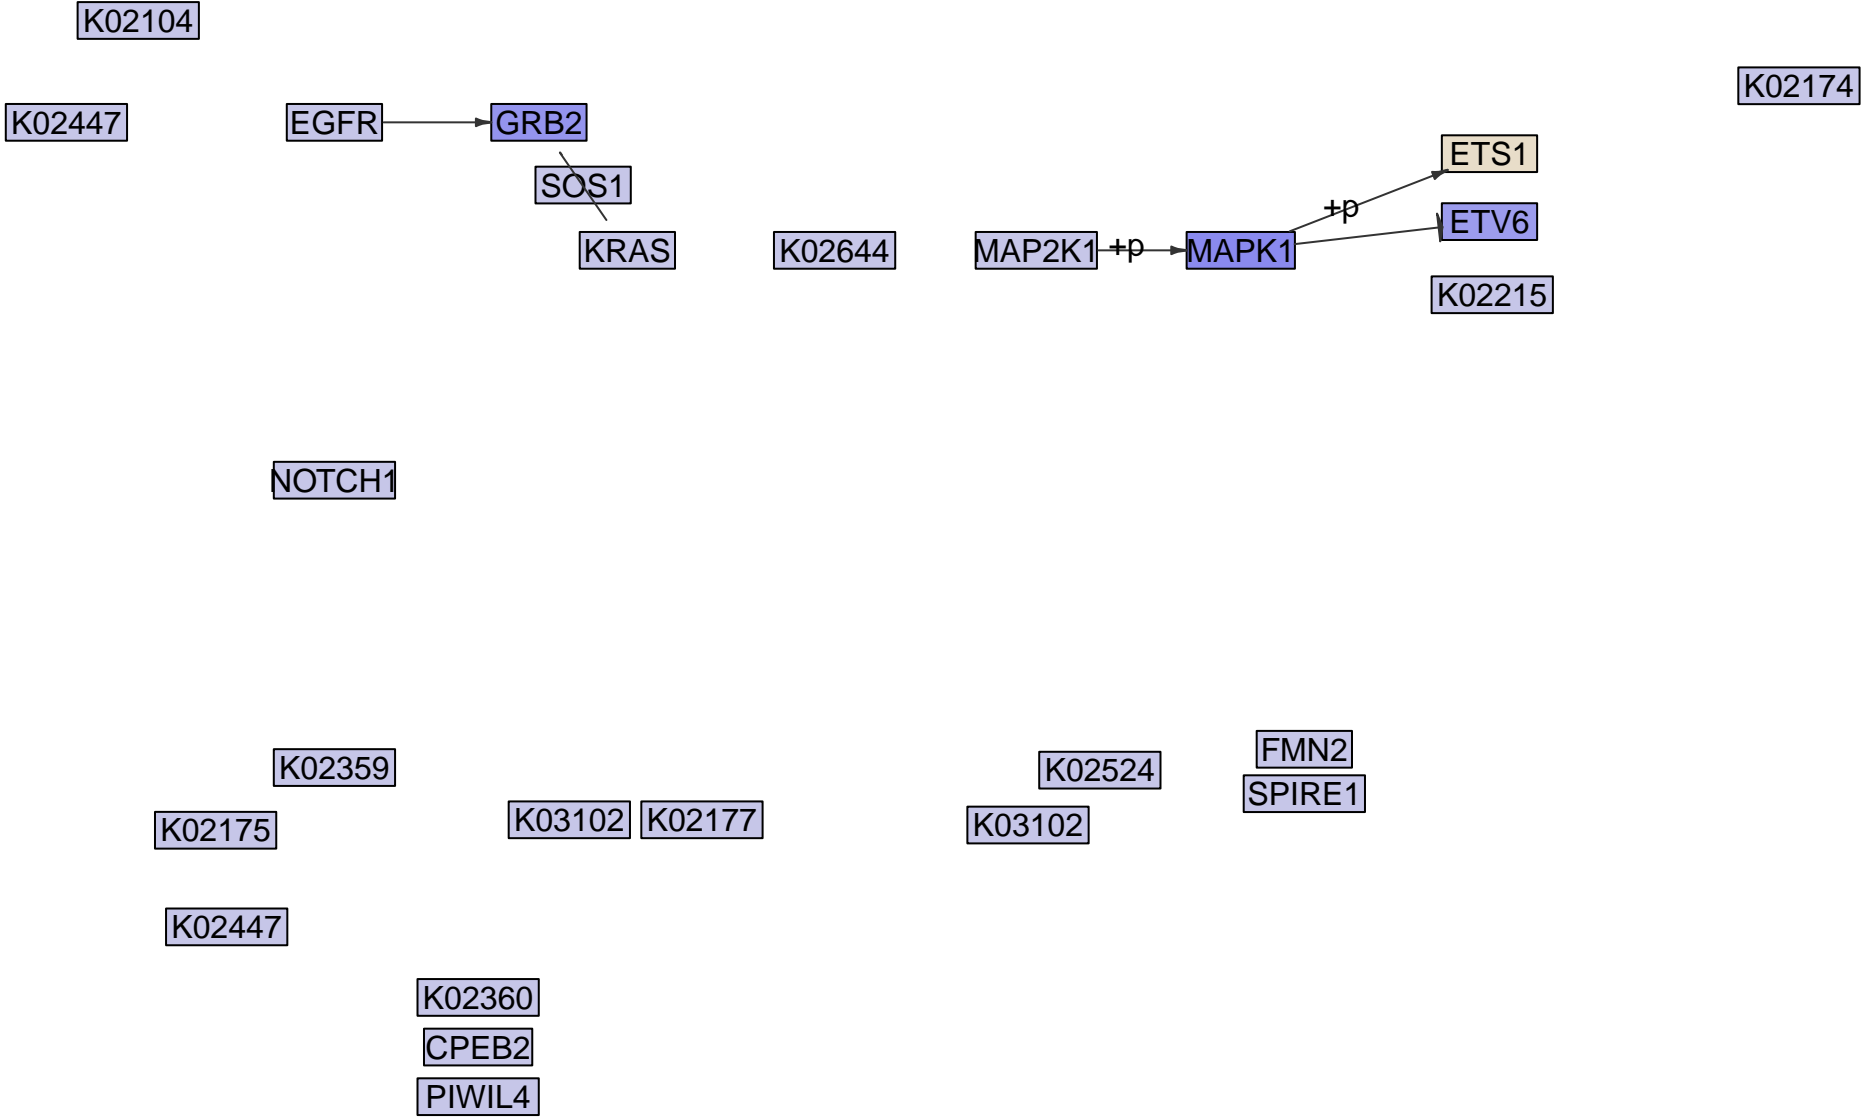 K02104
K02174
K02447
EGFR
GRB2
ETS1
SOS1
+p
ETV6
KRAS
K02644
MAP2K1
+p
MAPK1
K02215
NOTCH1
FMN2
K02359
K02524
SPIRE1
K03102
K02177
K03102
K02175
K02447
K02360
CPEB2
PIWIL4